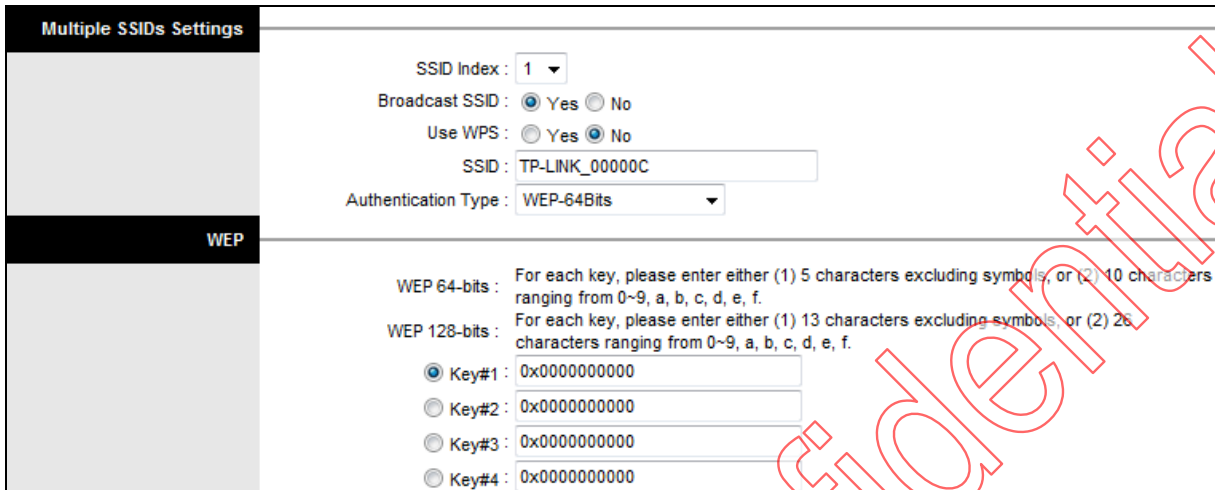 Multiple SSIDs Settings
SSID Index : 1
Broadcast SSID : Yes No
Use WPS : Yes No
SSID : TP-LINK_00000C
Authentication Type : WEP-64Bits
WEP
WEP 64-bits : For each key, please enter either (1) 5 characters excluding symbols, or (2) 10 characters
ranging from 0~9, a, b, c, d, e, f.
WEP 128-bits : For each key, please enter either (1) 13 characters excluding symbols, or (2) 26
characters ranging from 0~9, a, b, c, d, e, f.
Key#1 : 0x0000000000
Key#2 : 0x0000000000
Key#3 : 0x0000000000
Key#4 : 0x0000000000
fidential